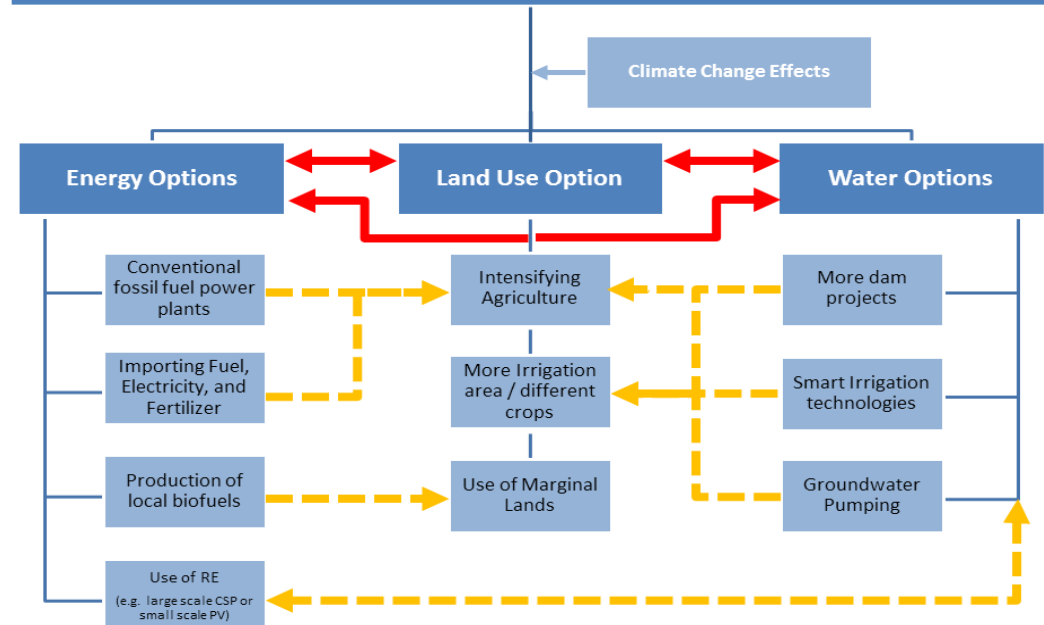 Climate Change Effects
Energy Options
Land Use Option
Water Options
Conventional
fossil fuel power
plants
Intensifying
Agriculture
More dam
projects
Importing Fuel,
Electricity, and
Fertilizer
More Irrigation
area / different
crops
Smart Irrigation
technologies
Production of
local biofuels
Use of Marginal
Lands
Groundwater
Pumping
Use of RE
(e.g. large scale CSP or
small scale PV)